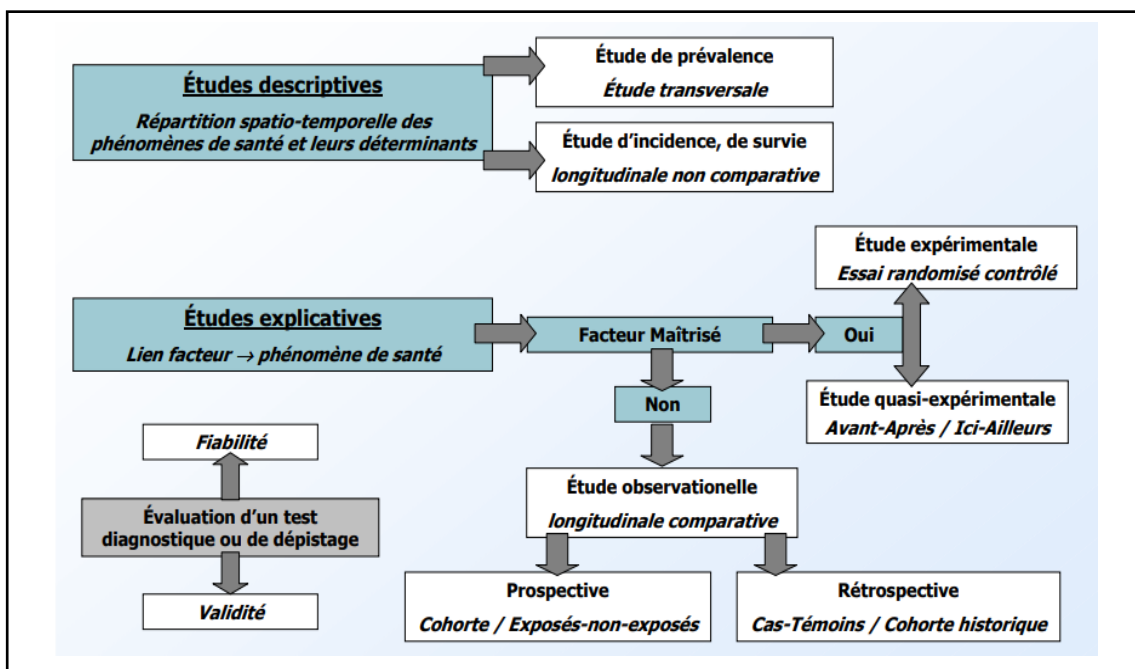 Études descriptives
Répartition spatio-temporelle des
phénomènes de santé et leurs déterminants
Étude de prévalence
Étude transversale
Étude d'incidence, de survie
longitudinale non comparative
Études explicatives
Lien facteur → phénomène de santé
Facteur Maîtrisé
Oui
Étude expérimentale
Essai randomisé contrôlé
Étude quasi-expérimentale
Avant-Après / Ici-Ailleurs
Non
Étude observationelle
longitudinale comparative
Prospective
Cohorte / Exposés-non-exposés
Rétrospective
Cas-Témoins / Cohorte historique
Fiabilité
Évaluation d'un test
diagnostique ou de dépistage
Validité